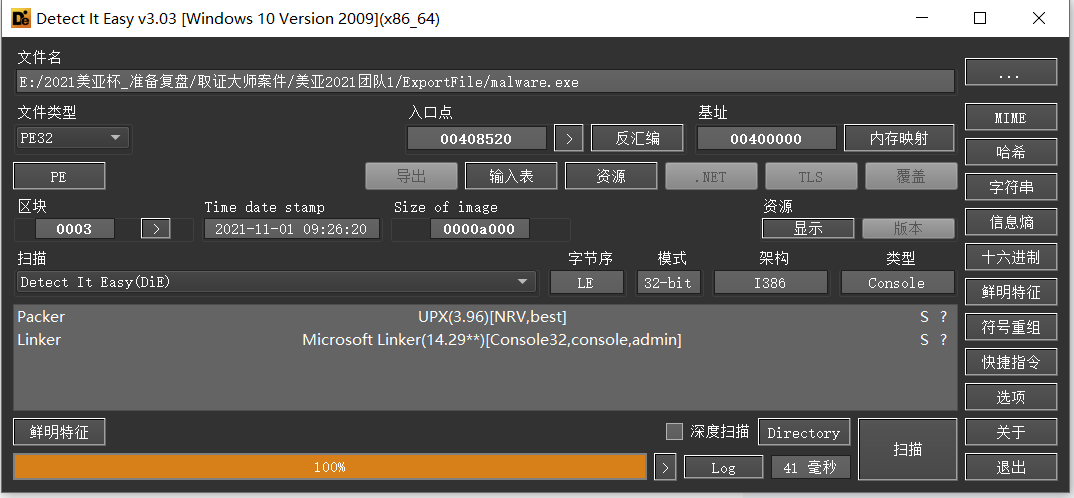 Detect It Easy v3.03 [Windows 10 Version 2009](x86_64)
文件名
E:/2021美亚杯_准备复盘/取证大师案件/美亚2021团队1/ExportFile/malware.exe
...
文件类型 入口点 基址
PE32 00408520 > 反汇编 00400000 内存映射 MIME
PE 导出 输入表 资源 .NET TLS 覆盖 哈希
区块 Time date stamp Size of image 资源 字符串
0003 > 2021-11-01 09:26:20 0000a000 显示 版本 信息熵
扫描 字节序 模式 架构 类型 十六进制
Detect It Easy(DiE) LE 32-bit I386 Console 鲜明特征
Packer UPX(3.96)[NRV,best] S ?
符号重组
Linker Microsoft Linker(14.29**)[Console32,console,admin] S ?
快捷指令
选项
鲜明特征 深度扫描 Directory 扫描 关于
100% > Log 41 毫秒 退出